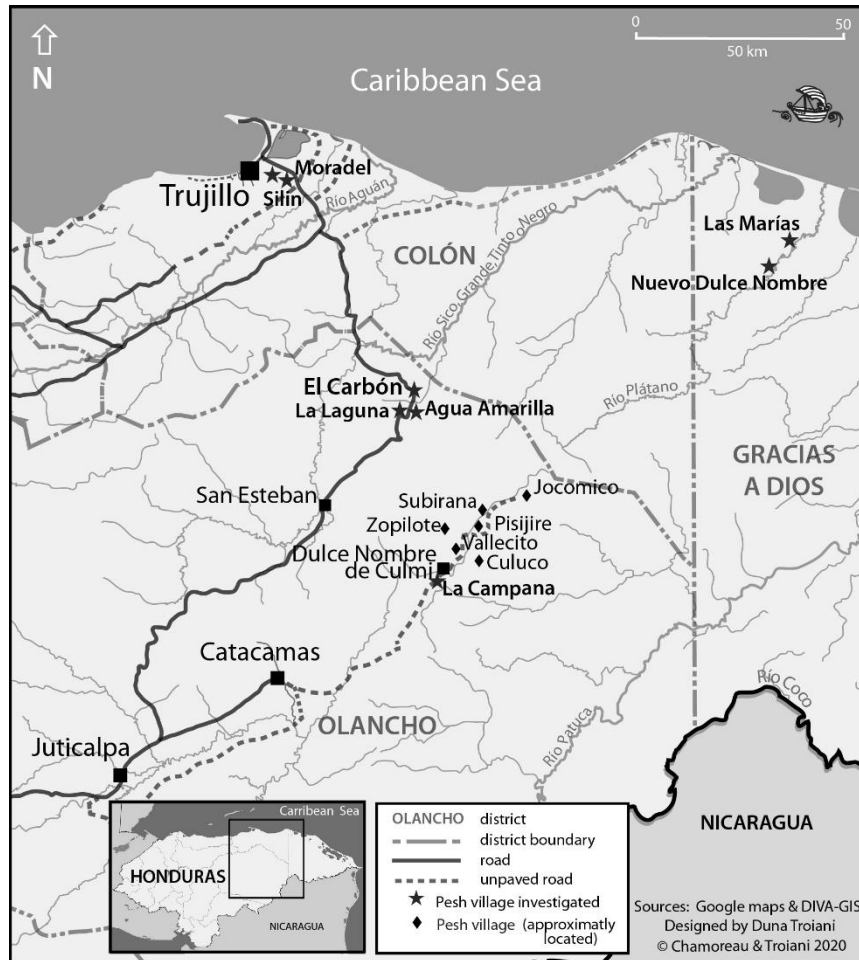 0 50
50 km
N
Caribbean Sea
Moradel
Trujillo
Silín
Río Aguán
COLÓN
Río Sico Grande Tinto o Negro
Las Marías
Nuevo Dulce Nombre
El Carbón
La Laguna
Agua Amarilla
Río Plátano
GRACIAS
A DIOS
San Esteban
Subirana
Jocomico
Zopilote
Pisijire
Vallecito
Dulce Nombre
de Culmi
Culuco
La Campana
Catacamas
OLANCHO
Río Patuca
Río Coco
Juticalpa
NICARAGUA
Carribean Sea
HONDURAS
NICARAGUA
OLANCHO district
district boundary
road
unpaved road
Pesh village investigated
Pesh village (approximatly
located)
Sources: Google maps & DIVA-GIS
Designed by Duna Troiani
© Chamoreau & Troiani 2020